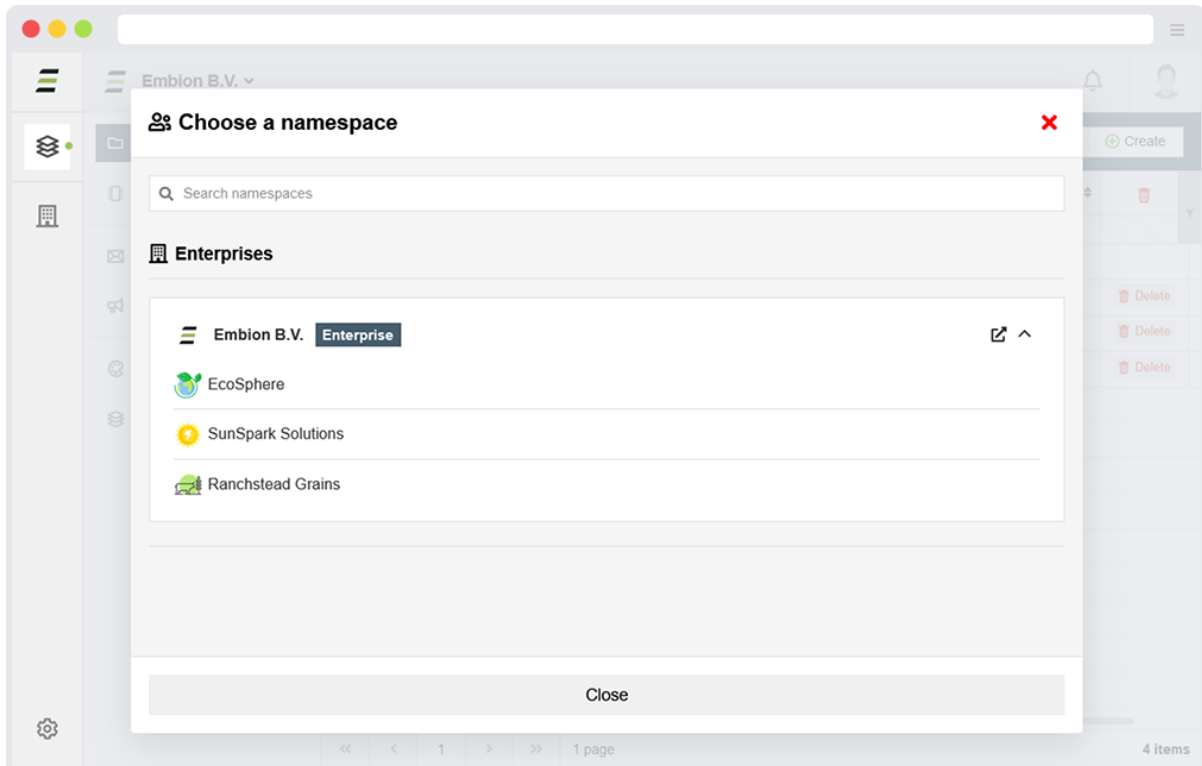 Embion B.V.
Choose a namespace
Create
Search namespaces
Enterprises
Embion B.V. Enterprise
Delete
EcoSphere
Delete
Delete
SunSpark Solutions
Ranchstead Grains
Close
1
1 page
4 items